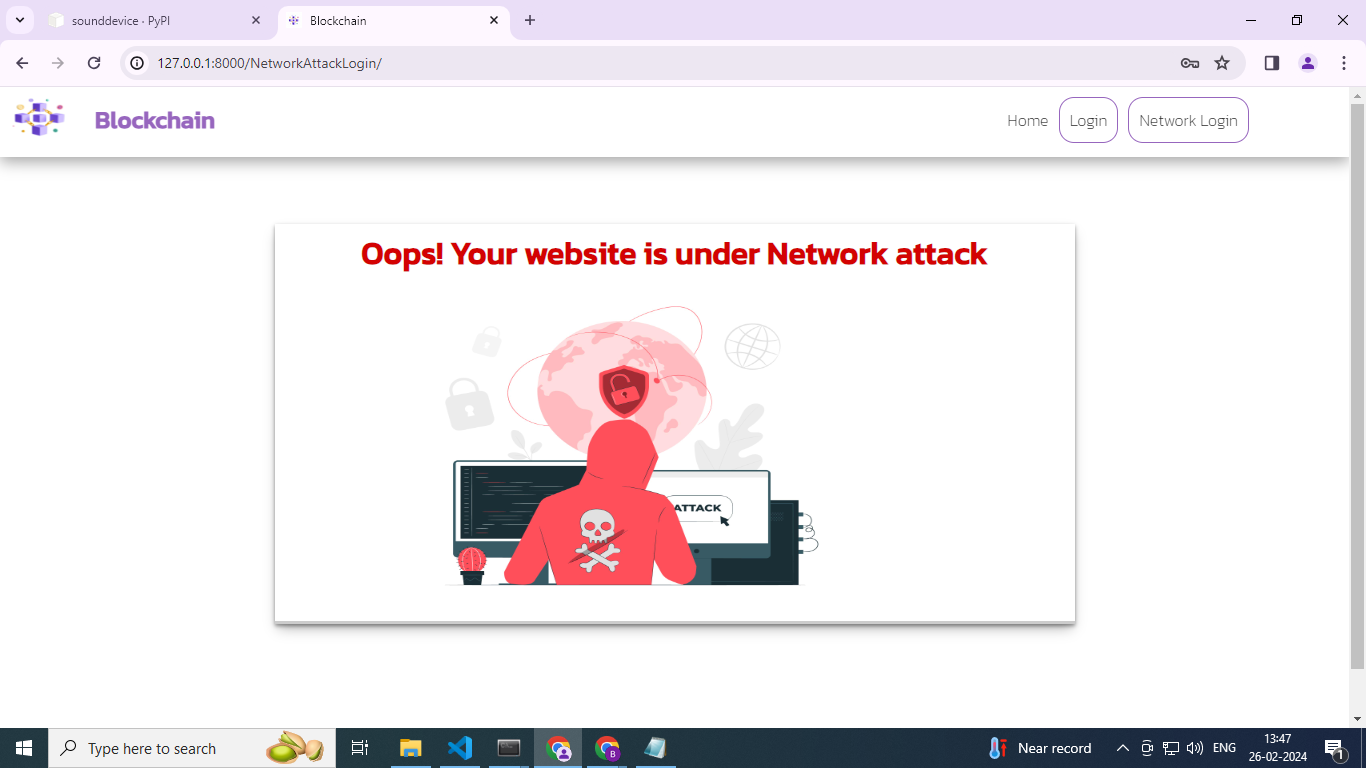 sounddevice · PyPI
Blockchain
127.0.0.1:8000/NetworkAttackLogin/
Blockchain
Home
Login
Network Login
Oops! Your website is under Network attack
ATTACK
Type here to search
B
Near record
ENG
13:47
26-02-2024
1